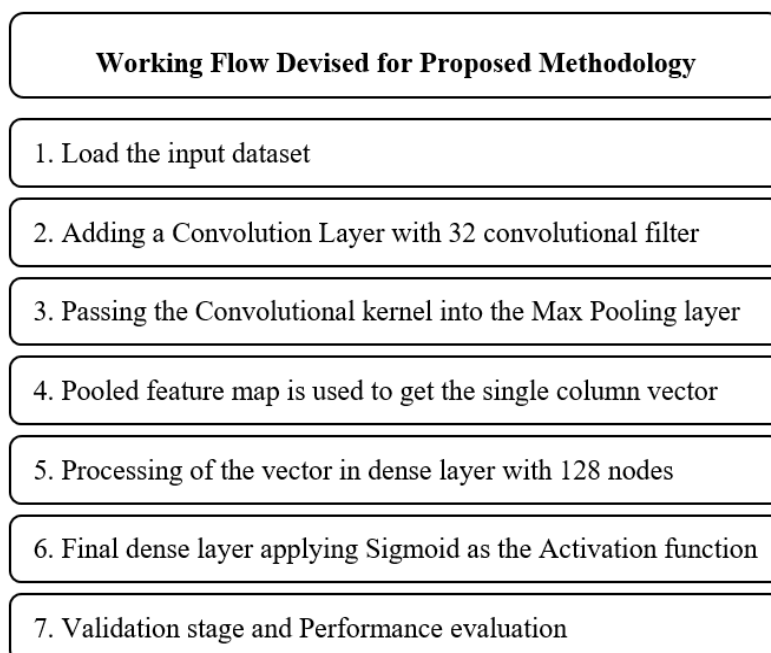 Working Flow Devised for Proposed Methodology
1. Load the input dataset
2. Adding a Convolution Layer with 32 convolutional filter
3. Passing the Convolutional kernel into the Max Pooling layer
4. Pooled feature map is used to get the single column vector
5. Processing of the vector in dense layer with 128 nodes
6. Final dense layer applying Sigmoid as the Activation function
7. Validation stage and Performance evaluation